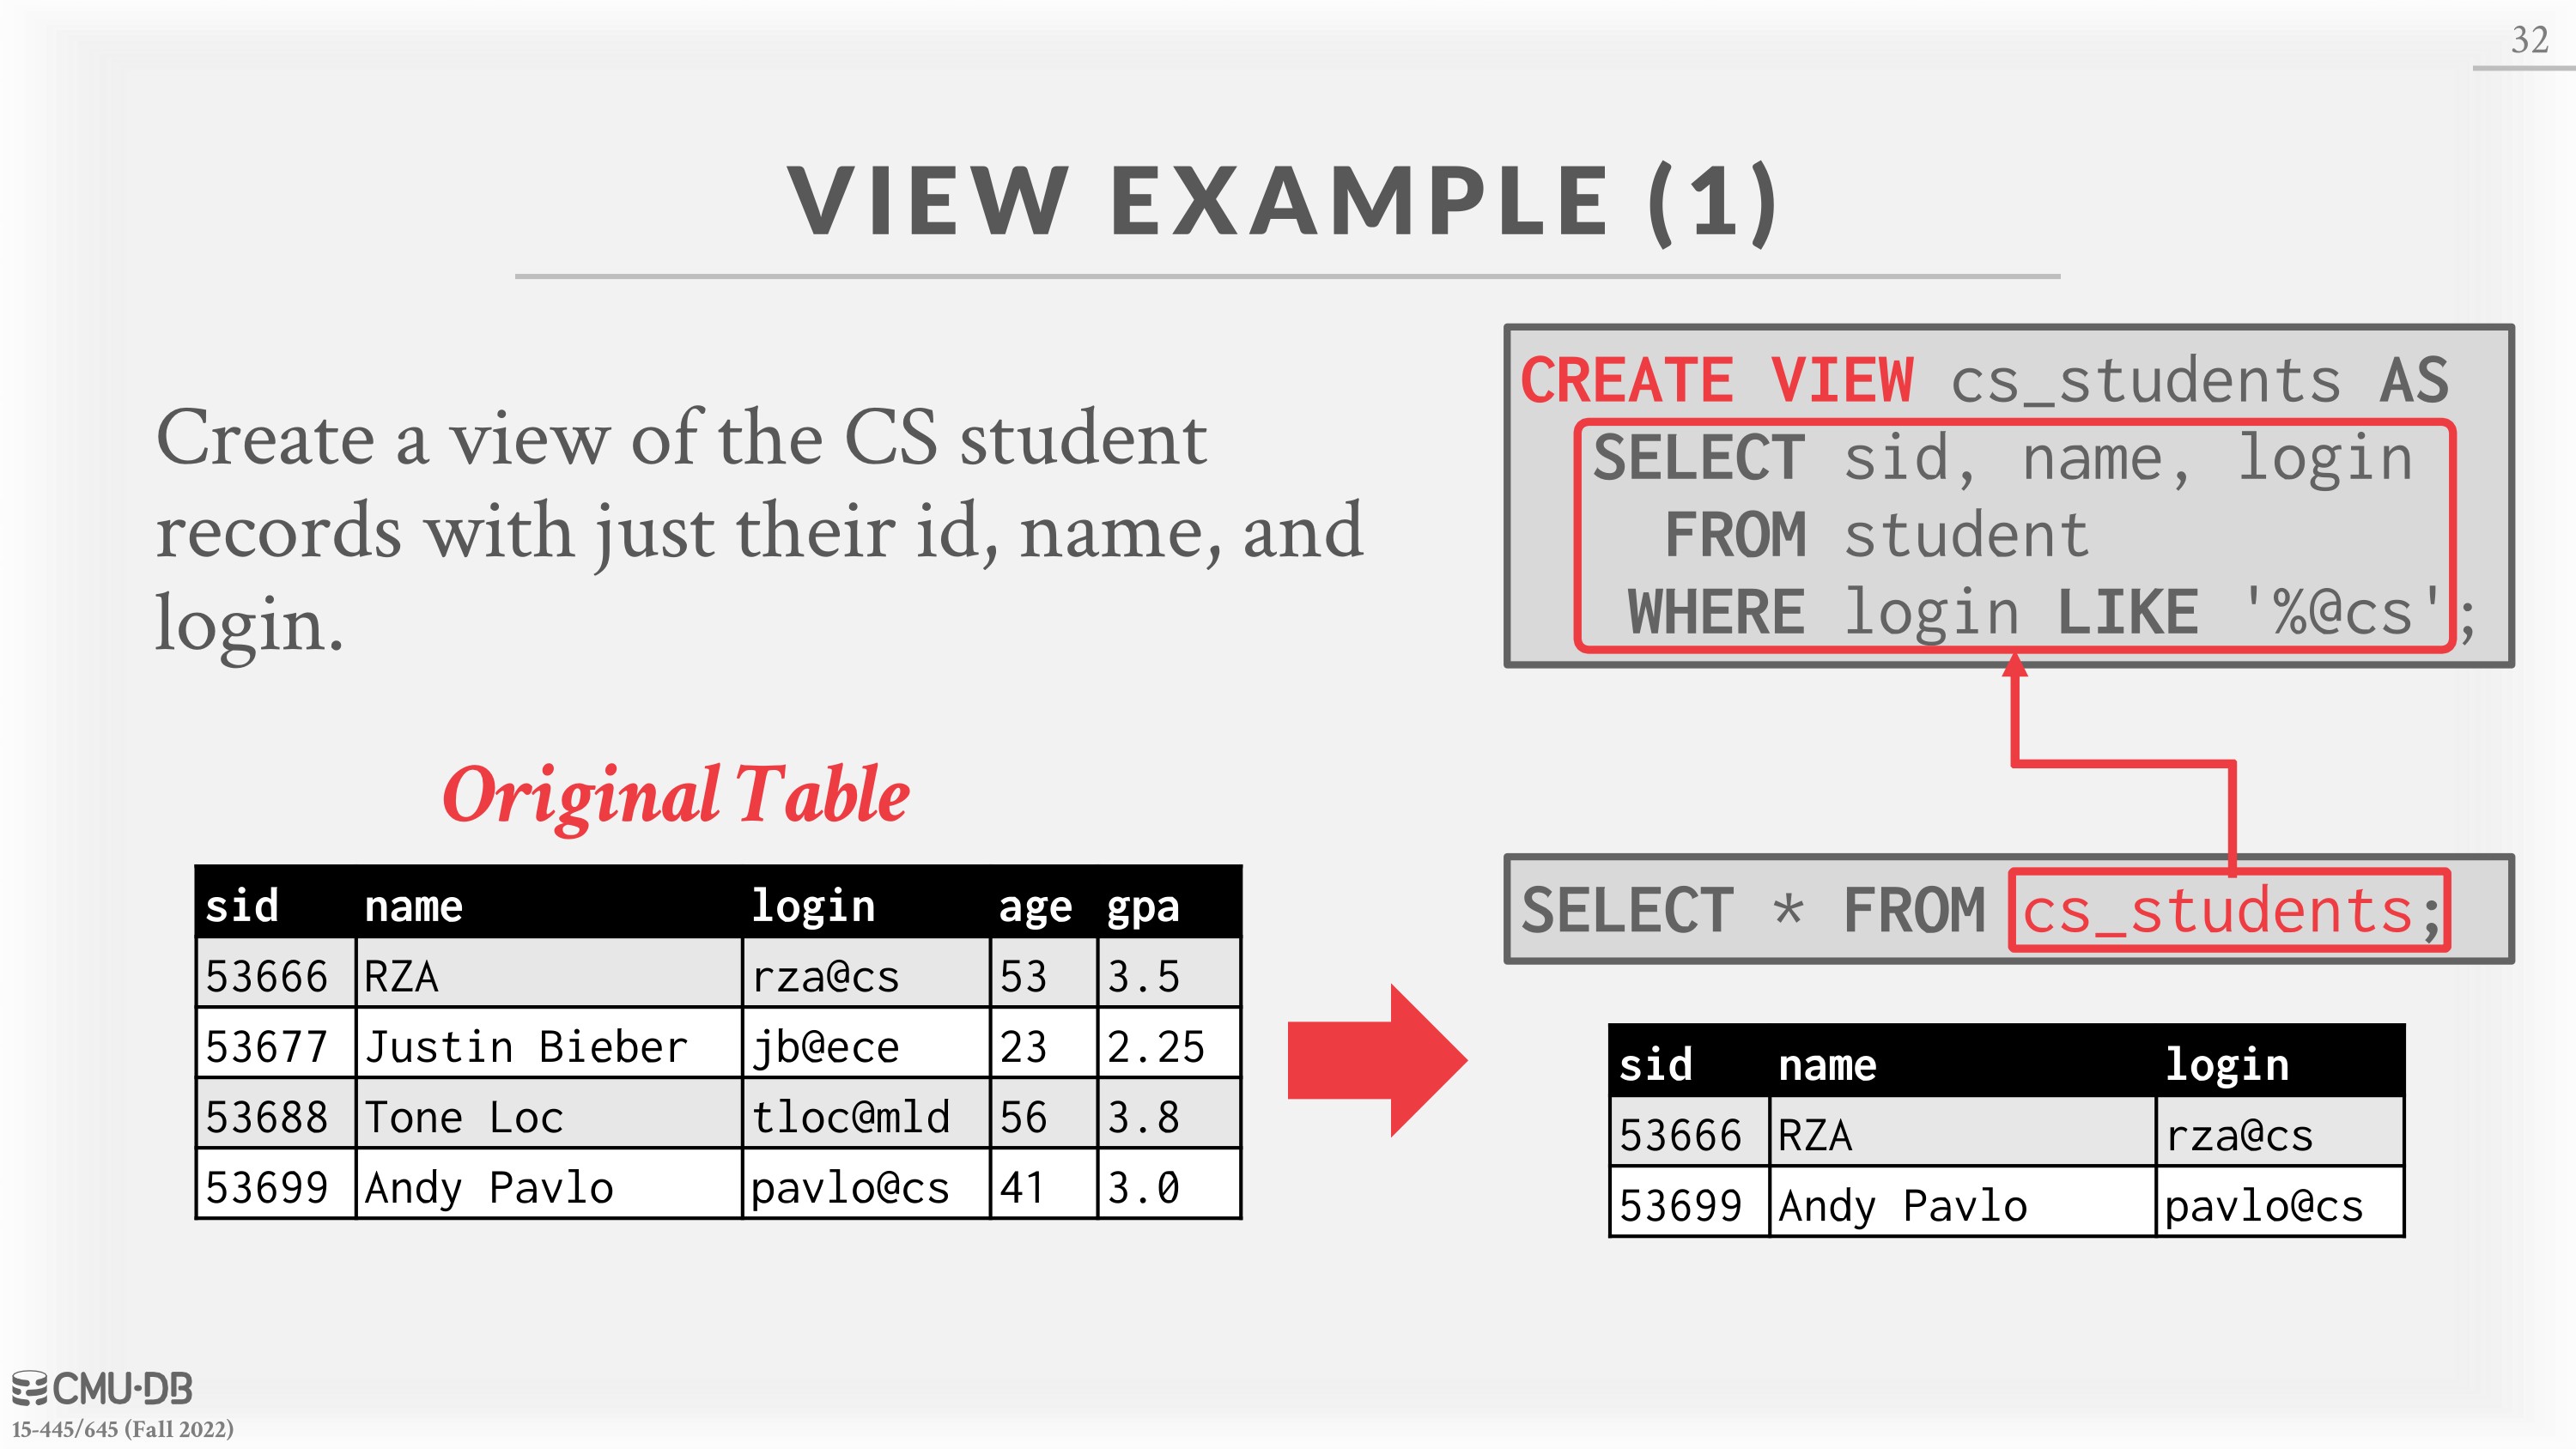 32
VIEW EXAMPLE (1)
Create a view of the CS student
records with just their id, name, and
login.
CREATE VIEW cs_students AS
SELECT sid, name, login
FROM student
WHERE login LIKE '%@cs';
Original Table
sid name login age gpa
53666 RZA rza@cs 53 3.5
53677 Justin Bieber jb@ece 23 2.25
53688 Tone Loc tloc@mld 56 3.8
53699 Andy Pavlo pavlo@cs 41 3.0
SELECT * FROM cs_students;
sid name login
53666 RZA rza@cs
53699 Andy Pavlo pavlo@cs
CMU·DB
15-445/645 (Fall 2022)